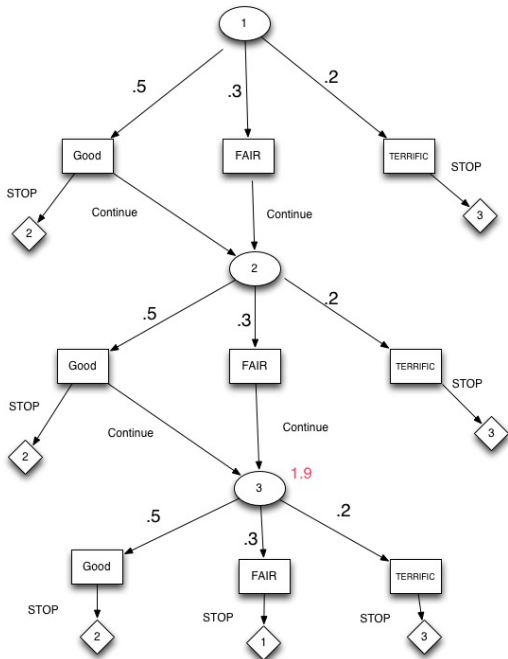 1
.5
.3
.2
Good
FAIR
TERRIFIC
STOP
STOP
Continue
Continue
2
3
2
.5
.3
.2
Good
FAIR
TERRIFIC
STOP
STOP
Continue
Continue
2
3
3
1.9
.5
.3
.2
Good
FAIR
TERRIFIC
STOP
STOP
STOP
2
1
3